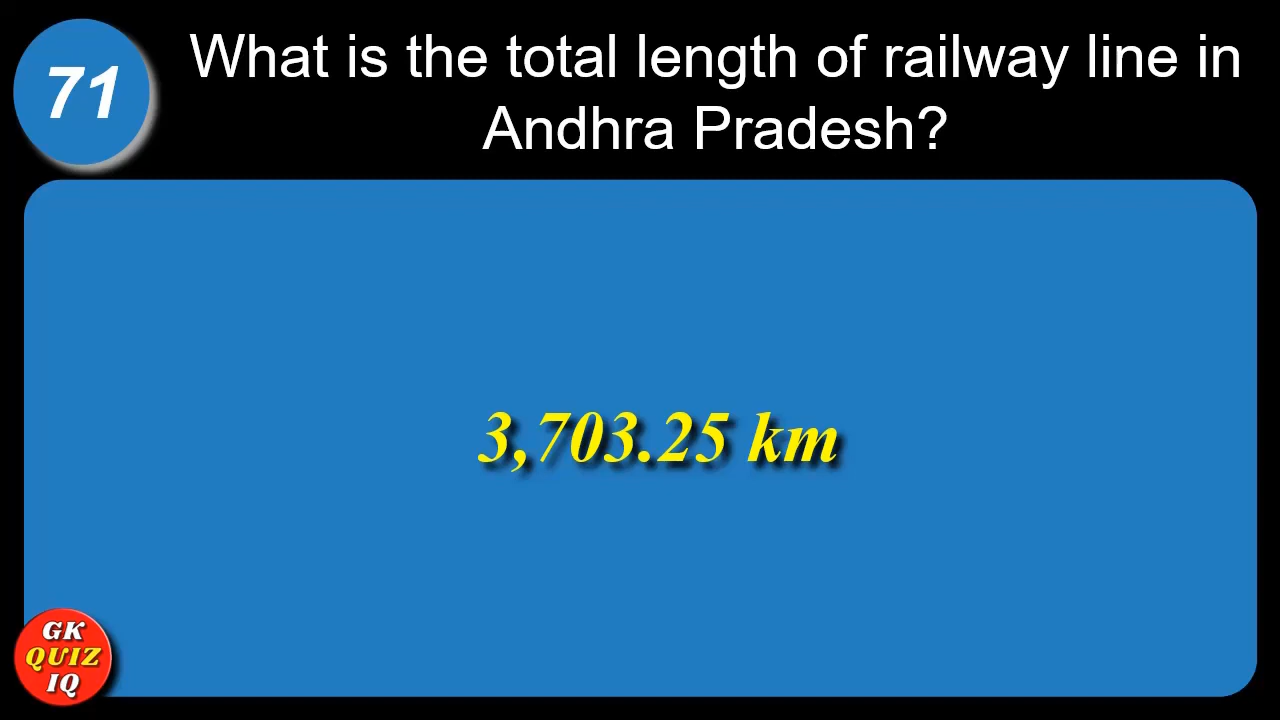 71
What is the total length of railway line in
Andhra Pradesh?
3,703.25 km
GK
QUIZ
IQ